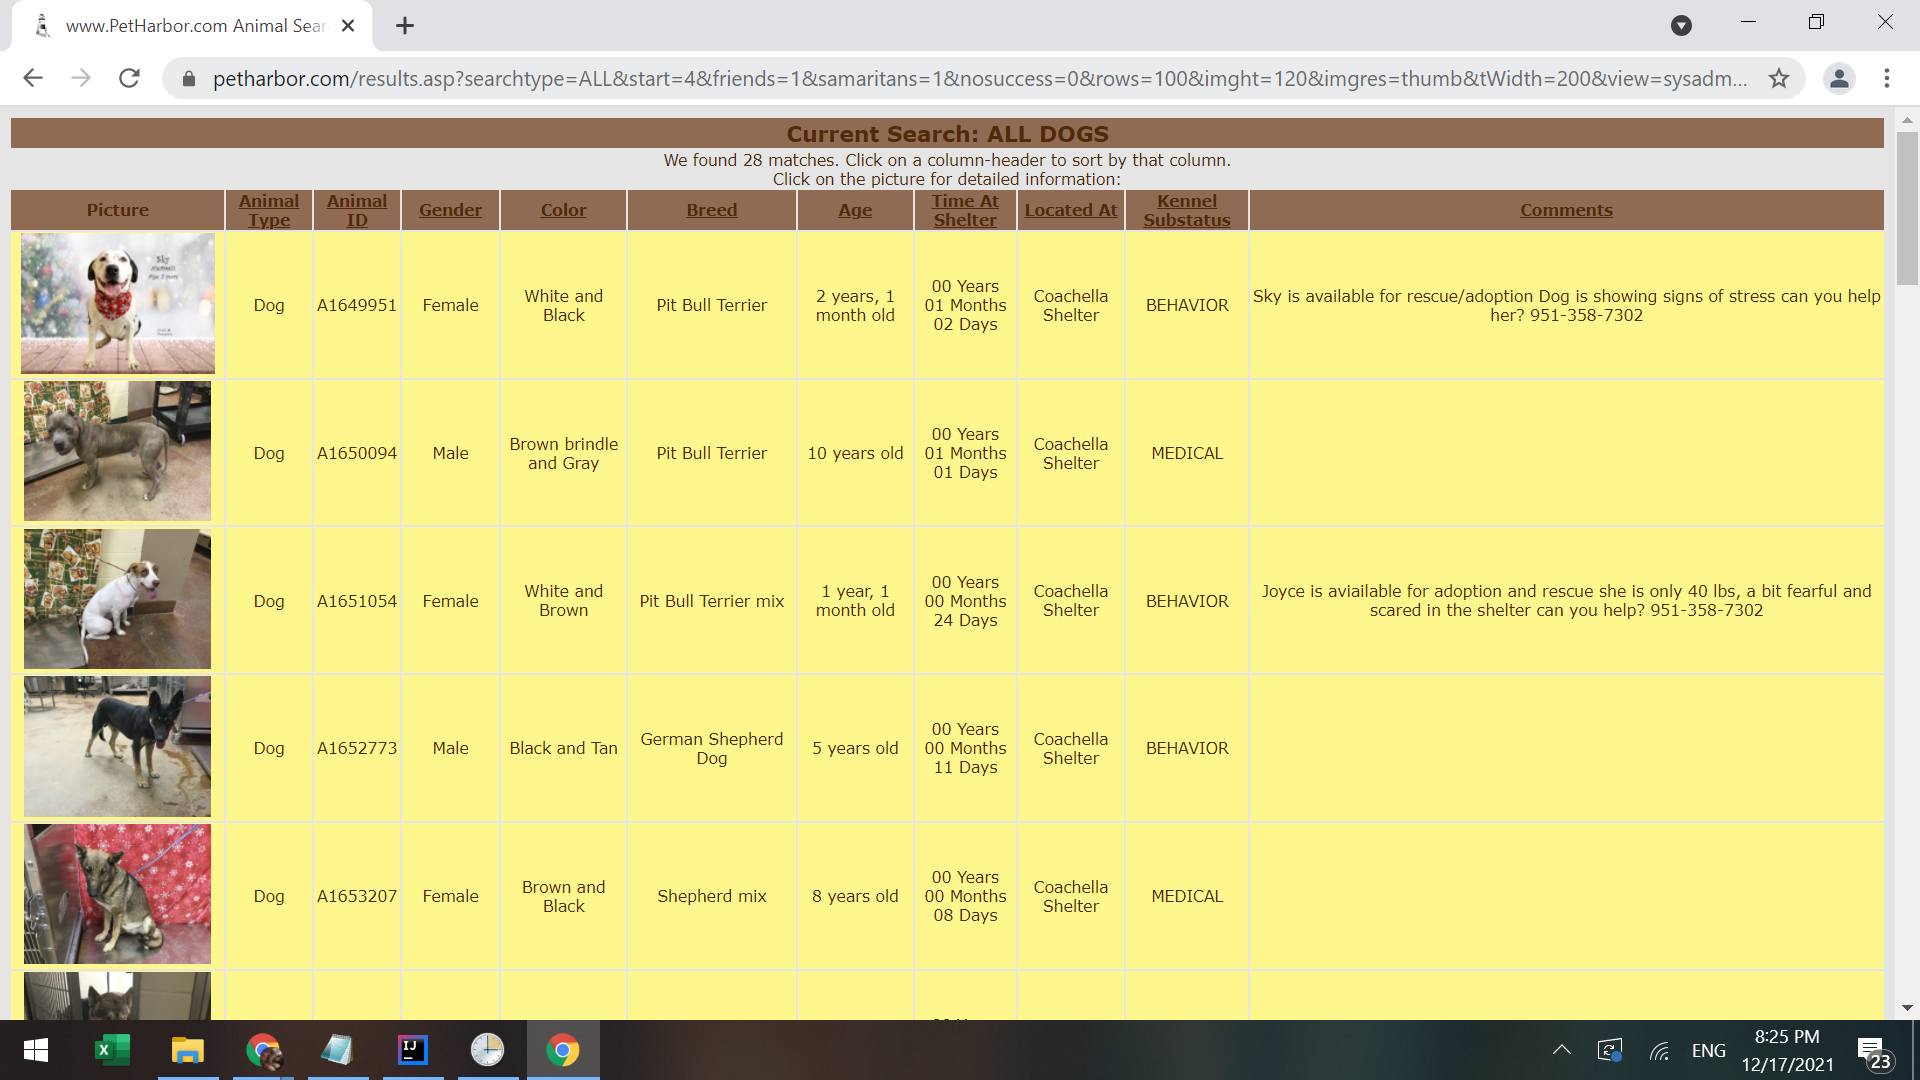 www.PetHarbor.com Animal Sear
petharbor.com/results.asp?searchtype=ALL&start=4&friends=1&samaritans=1&nosuccess=0&rows=100&imght=120&imgres=thumb&tWidth=200&view=sysadm...
Current Search: ALL DOGS
We found 28 matches. Click on a column-header to sort by that column.
Click on the picture for detailed information:
Picture
Animal
Type
Animal
ID
Gender
Color
Breed
Age
Time At
Shelter
Located At
Kennel
Substatus
Comments
Sky
Dog
A1649951
Female
White and
Black
Pit Bull Terrier
2 years, 1
month old
00 Years
01 Months
02 Days
Coachella
Shelter
BEHAVIOR
Sky is available for rescue/adoption Dog is showing signs of stress can you help
her? 951-358-7302
Dog
A1650094
Male
Brown brindle
and Gray
Pit Bull Terrier
10 years old
00 Years
01 Months
01 Days
Coachella
Shelter
MEDICAL
Dog
A1651054
Female
White and
Brown
Pit Bull Terrier mix
1 year, 1
month old
00 Years
00 Months
24 Days
Coachella
Shelter
BEHAVIOR
Joyce is avialable for adoption and rescue she is only 40 lbs, a bit fearful and
scared in the shelter can you help? 951-358-7302
Dog
A1652773
Male
Black and Tan
German Shepherd
Dog
5 years old
00 Years
00 Months
11 Days
Coachella
Shelter
BEHAVIOR
Dog
A1653207
Female
Brown and
Black
Shepherd mix
8 years old
00 Years
00 Months
08 Days
Coachella
Shelter
MEDICAL
ENG
8:25 PM
12/17/2021
23